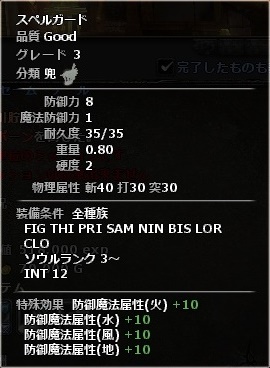 スペルガード
品質 Good
グレード 3
分類 兜
防御力 8
魔法防御力 1
耐久度 35/35
重量 0.80
硬度 2
物理属性 斬40 打30 突30
装備条件 全種族
FIG THI PRI SAM NIN BIS LOR
CLO
ソウルランク 3~
INT 12
特殊効果 防御魔法属性(火) +10
防御魔法属性(水) +10
防御魔法属性(風) +10
防御魔法属性(地) +10
完了したものも